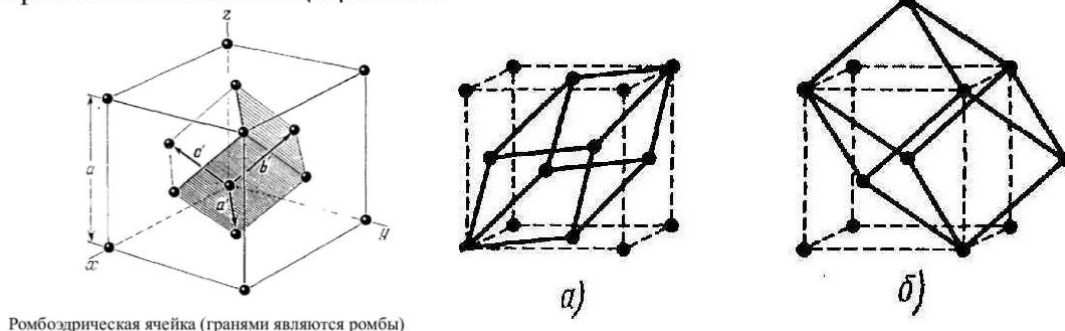 z
a
c'
b'
a'
x
y
а)
б)
Ромбоэдрическая ячейка (гранями являются ромбы)